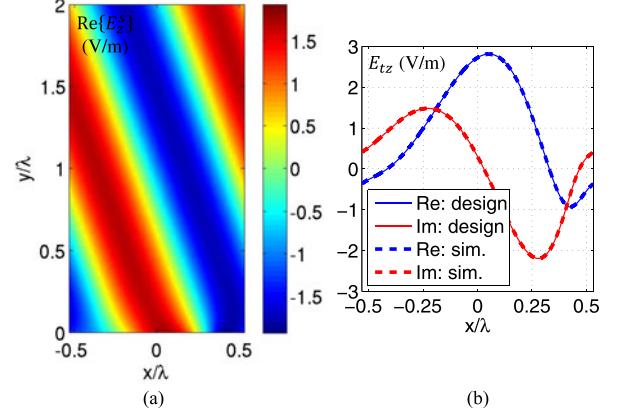 Re{E_z^s}
(V/m)
2
1.5
1
0.5
0
y/λ
-0.5
0
0.5
x/λ
1.5
1
0.5
0
-0.5
-1
-1.5
(a)
E_{tz} (V/m)
3
2
1
0
−1
−2
−3
Re: design
Im: design
Re: sim.
Im: sim.
−0.5
−0.25
0
0.25
0.5
x/λ
(b)